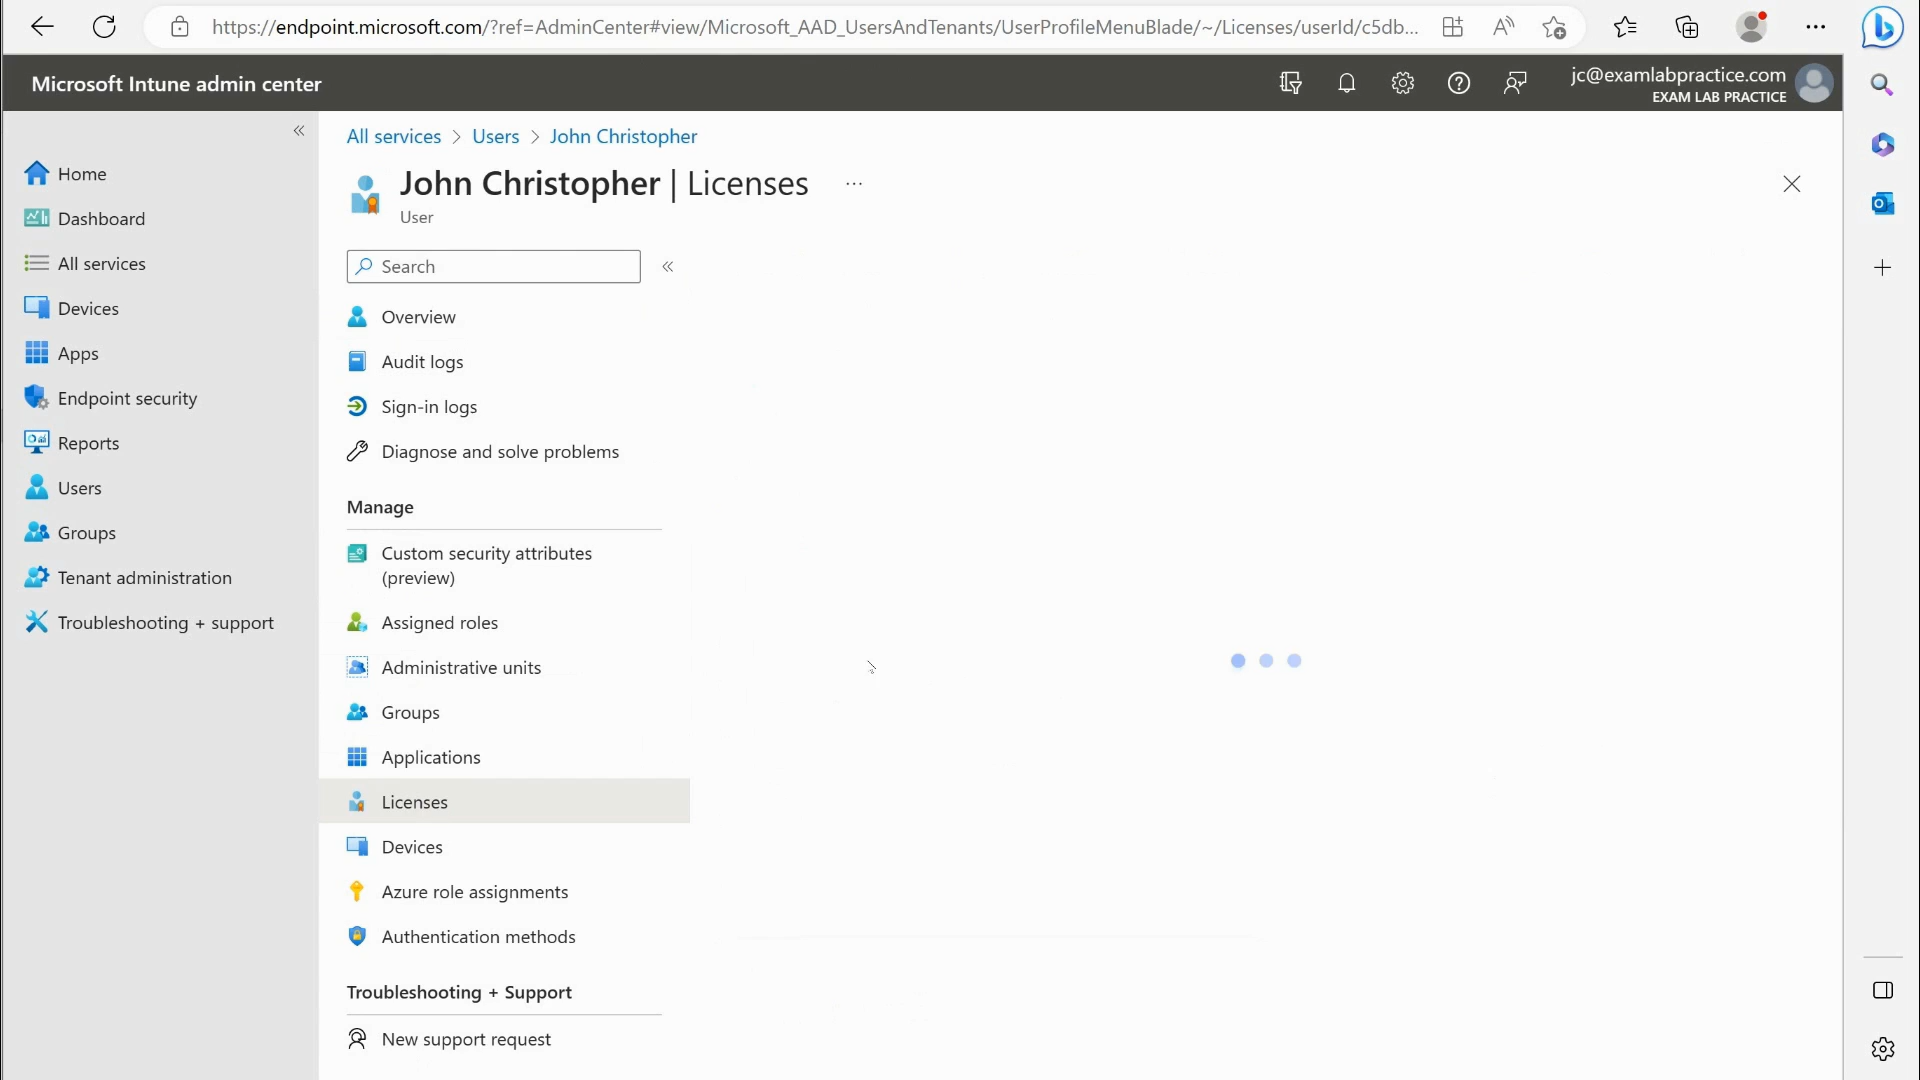 https://endpoint.microsoft.com/?ref=AdminCenter#view/Microsoft_AAD_UsersAndTenants/UserProfileMenuBlade/~/Licenses/userId/c5db...
Microsoft Intune admin center
jc@examlabpractice.com
EXAM LAB PRACTICE
Home
Dashboard
All services
Devices
Apps
Endpoint security
Reports
Users
Groups
Tenant administration
Troubleshooting + support
All services > Users > John Christopher
John Christopher | Licenses ...
User
Search
Overview
Audit logs
Sign-in logs
Diagnose and solve problems
Manage
Custom security attributes
(preview)
Assigned roles
Administrative units
Groups
Applications
Licenses
Devices
Azure role assignments
Authentication methods
Troubleshooting + Support
New support request